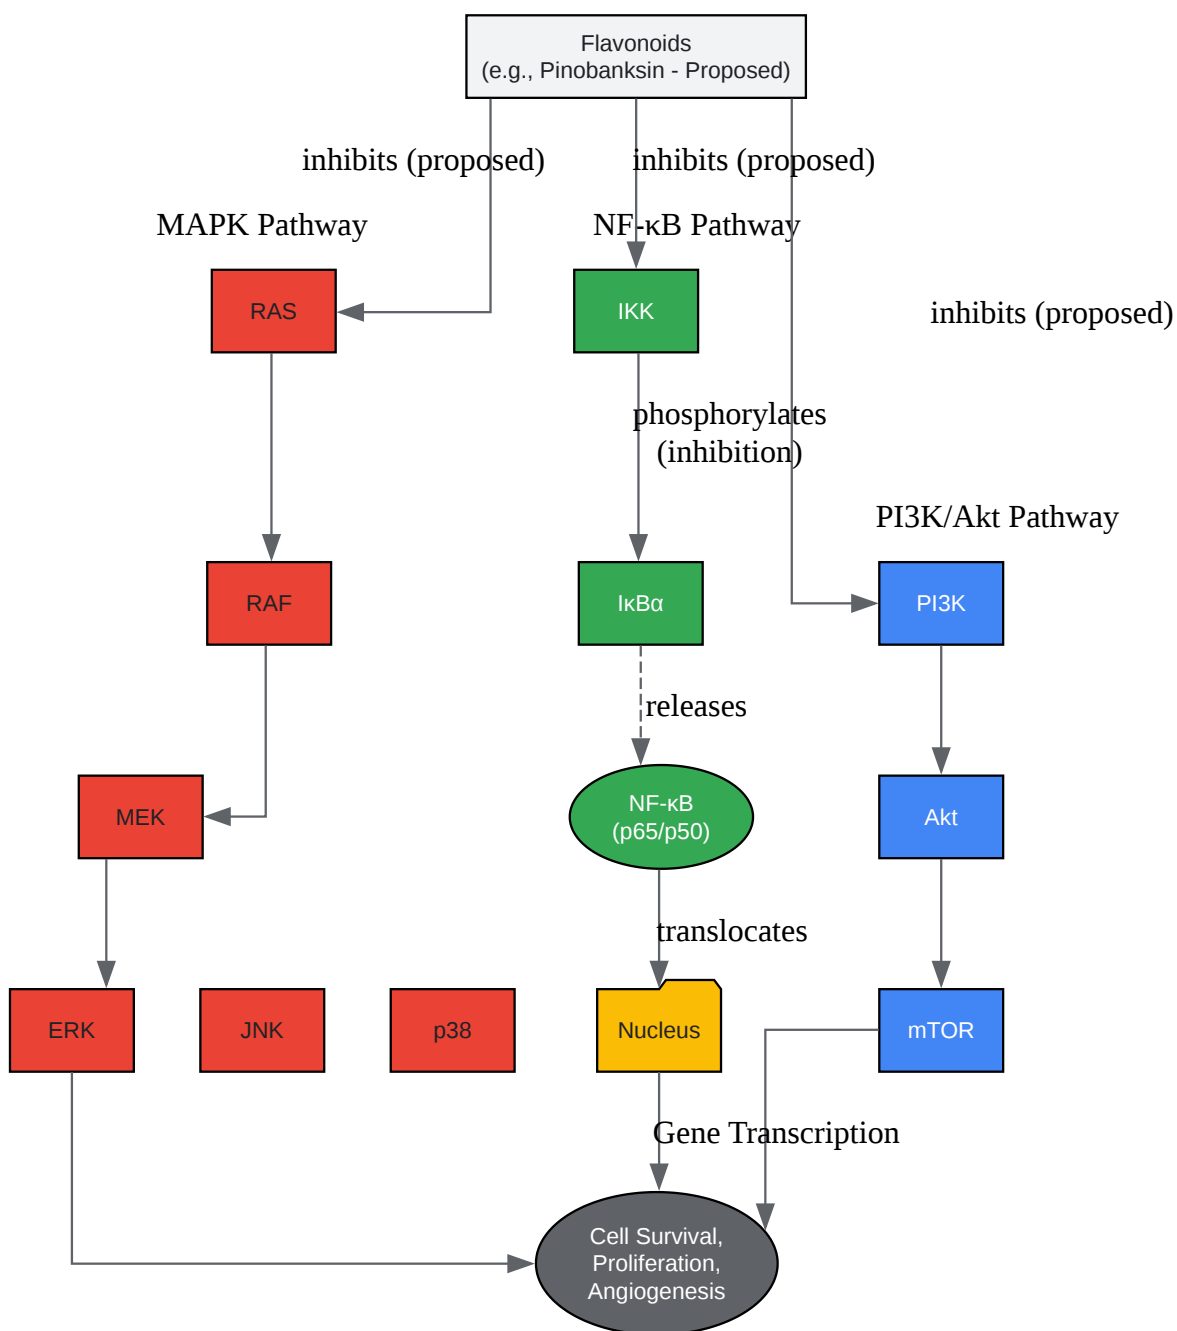 Flavonoids
(e.g., Pinobanksin - Proposed)
inhibits (proposed)
inhibits (proposed)
MAPK Pathway
NF-κB Pathway
RAS
IKK
inhibits (proposed)
phosphorylates
(inhibition)
PI3K/Akt Pathway
RAF
IκBα
PI3K
releases
MEK
NF-κB
(p65/p50)
Akt
translocates
ERK
JNK
p38
Nucleus
mTOR
Gene Transcription
Cell Survival,
Proliferation,
Angiogenesis